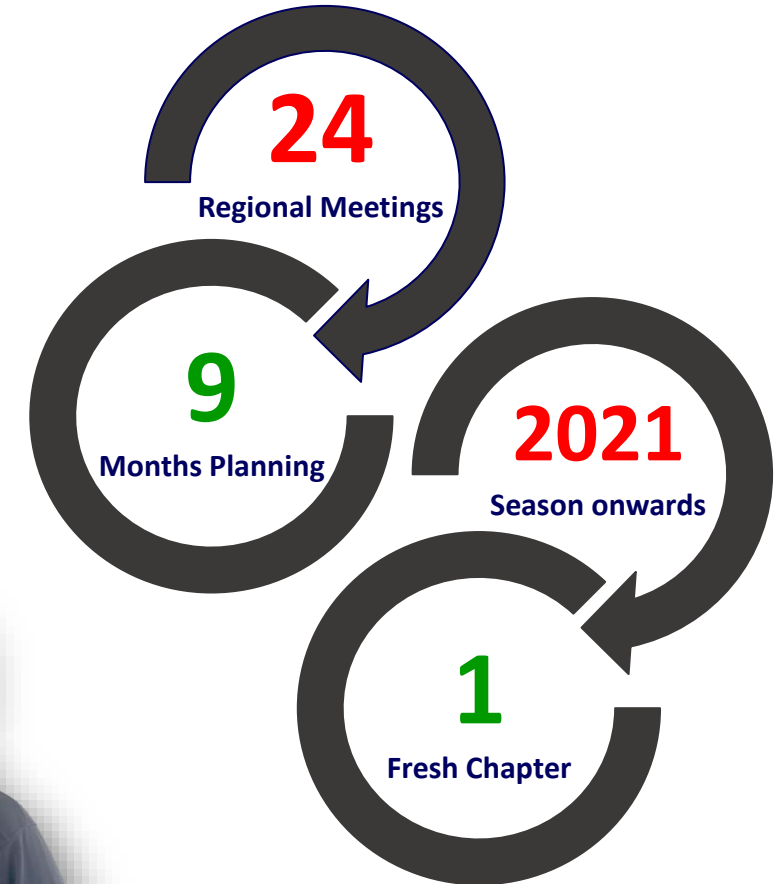 24
Regional Meetings
9
Months Planning
2021
Season onwards
1
Fresh Chapter